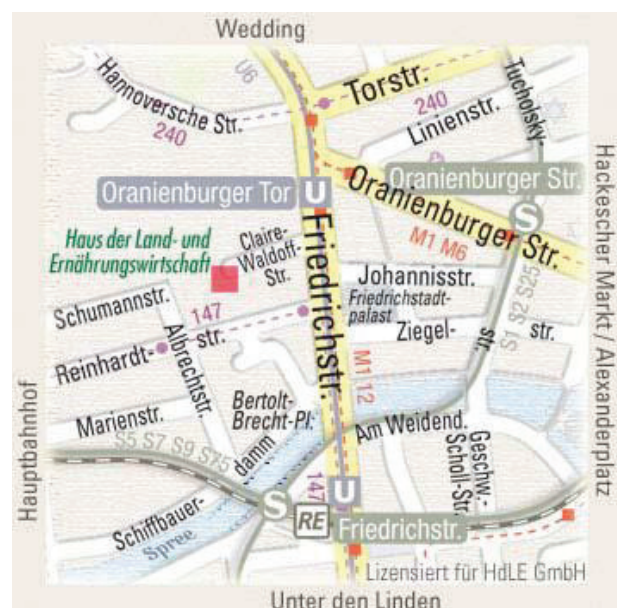 Wedding
U6
Hannoversche Str.
240
Torstr.
240
Tucholsky-
Linienstr.
Oranienburger Tor
U
Oranienburger Str.
Oranienburger Str.
S
M1 M6
Haus der Land- und
Ernährungswirtschaft
Claire-
Waldoff-
Str.
Friedrichstr.
Johannisstr.
Friedrichstadt-
palast
Schumannstr.
147
Ziegel-
str.
str.
S1 S2 S25
Reinhardt-
str.
Albrechtstr.
M1 12
Marienstr.
Bertolt-
Brecht-Pl.
Am Weidend.
Geschw.-
Scholl-Str.
S5 S7 S9 S75
damm
147
U
Schiffbauer-
Spree
S
RE
Friedrichstr.
Lizensiert für HdLE GmbH
Hauptbahnhof
Hackescher Markt / Alexanderplatz
Unter den Linden